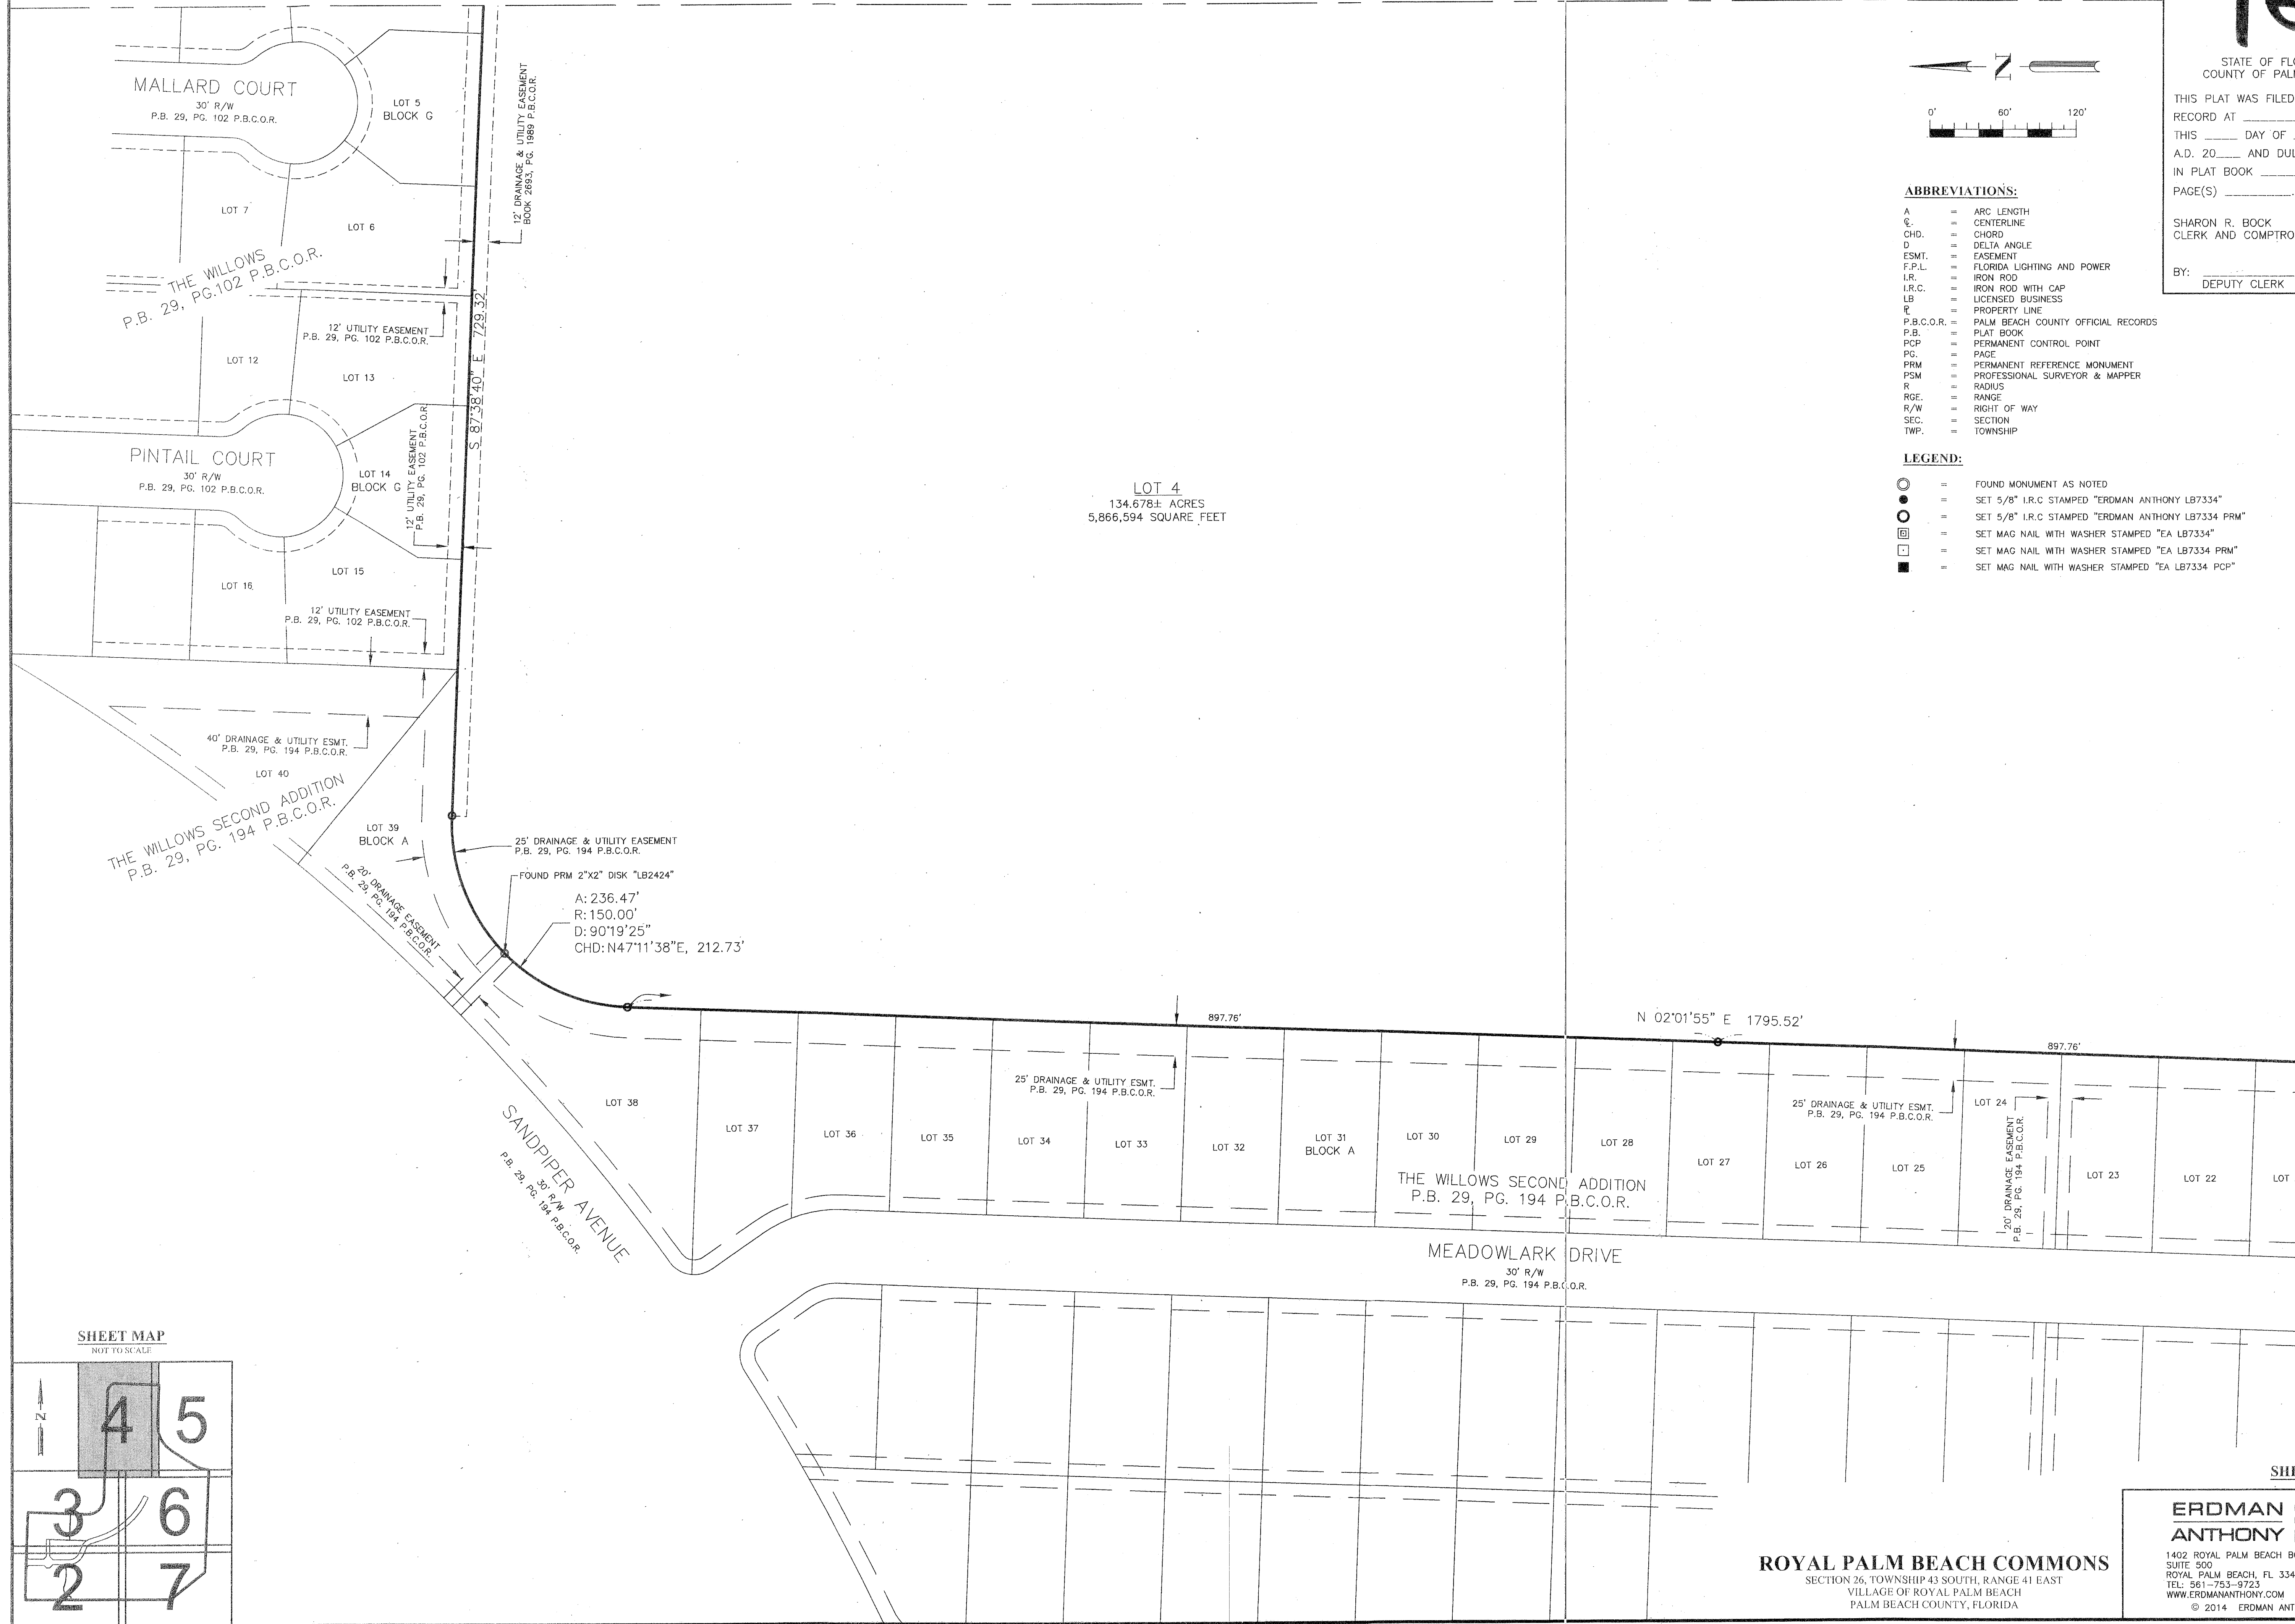 MALLARD COURT
30' R/W
P.B. 29, PG. 102 P.B.C.O.R.
LOT 5
BLOCK G
LOT 7
LOT 6
THE WILLOWS
P.B. 29, PG.102 P.B.C.O.R.
12' DRAINAGE & UTILITY EASEMENT
BOOK 2693, PG. 1989 P.B.C.O.R.
S 87°38'40" E 729.32'
12' UTILITY EASEMENT
P.B. 29, PG. 102 P.B.C.O.R.
LOT 12
LOT 13
PINTAIL COURT
30' R/W
P.B. 29, PG. 102 P.B.C.O.R.
LOT 14
BLOCK G
12' UTILITY EASEMENT
P.B. 29, PG. 102 P.B.C.O.R.
LOT 15
LOT 16
12' UTILITY EASEMENT
P.B. 29, PG. 102 P.B.C.O.R.
40' DRAINAGE & UTILITY ESMT.
P.B. 29, PG. 194 P.B.C.O.R.
LOT 40
THE WILLOWS SECOND ADDITION
P.B. 29, PG. 194 P.B.C.O.R.
LOT 39
BLOCK A
25' DRAINAGE & UTILITY EASEMENT
P.B. 29, PG. 194 P.B.C.O.R.
FOUND PRM 2"X2" DISK "LB2424"
20' DRAINAGE EASEMENT
P.B. 29, PG. 194 P.B.C.O.R.
A: 236.47'
R: 150.00'
D: 90°19'25"
CHD: N47°11'38"E, 212.73'
LOT 4
134.678± ACRES
5,866,594 SQUARE FEET
N
0' 60' 120'
ABBREVIATIONS:
A = ARC LENGTH
℄. = CENTERLINE
CHD. = CHORD
D = DELTA ANGLE
ESMT. = EASEMENT
F.P.L. = FLORIDA LIGHTING AND POWER
I.R. = IRON ROD
I.R.C. = IRON ROD WITH CAP
LB = LICENSED BUSINESS
PL = PROPERTY LINE
P.B.C.O.R. = PALM BEACH COUNTY OFFICIAL RECORDS
P.B. = PLAT BOOK
PCP = PERMANENT CONTROL POINT
PG. = PAGE
PRM = PERMANENT REFERENCE MONUMENT
PSM = PROFESSIONAL SURVEYOR & MAPPER
R = RADIUS
RGE. = RANGE
R/W = RIGHT OF WAY
SEC. = SECTION
TWP. = TOWNSHIP
LEGEND:
= FOUND MONUMENT AS NOTED
= SET 5/8" I.R.C STAMPED "ERDMAN ANTHONY LB7334"
= SET 5/8" I.R.C STAMPED "ERDMAN ANTHONY LB7334 PRM"
= SET MAG NAIL WITH WASHER STAMPED "EA LB7334"
= SET MAG NAIL WITH WASHER STAMPED "EA LB7334 PRM"
= SET MAG NAIL WITH WASHER STAMPED "EA LB7334 PCP"
STATE OF FL
COUNTY OF PAL
THIS PLAT WAS FILED
RECORD AT
THIS ____ DAY OF
A.D. 20___ AND DUL
IN PLAT BOOK
PAGE(S)
SHARON R. BOCK
CLERK AND COMPTRO
BY:
DEPUTY CLERK
897.76'
N 02°01'55" E 1795.52'
897.76'
25' DRAINAGE & UTILITY ESMT.
P.B. 29, PG. 194 P.B.C.O.R.
25' DRAINAGE & UTILITY ESMT.
P.B. 29, PG. 194 P.B.C.O.R.
LOT 38
LOT 37
LOT 36
LOT 35
LOT 34
LOT 33
LOT 32
LOT 31
BLOCK A
LOT 30
LOT 29
LOT 28
LOT 27
LOT 26
LOT 25
LOT 24
20' DRAINAGE EASEMENT
P.B. 29, PG. 194 P.B.C.O.R.
LOT 23
LOT 22
LOT
THE WILLOWS SECOND ADDITION
P.B. 29, PG. 194 P.B.C.O.R.
SANDPIPER AVENUE
30' R/W
P.B. 29, PG. 194 P.B.C.O.R.
MEADOWLARK DRIVE
30' R/W
P.B. 29, PG. 194 P.B.C.O.R.
SHEET MAP
NOT TO SCALE
N
4 5
3 6
2 7
ROYAL PALM BEACH COMMONS
SECTION 26, TOWNSHIP 43 SOUTH, RANGE 41 EAST
VILLAGE OF ROYAL PALM BEACH
PALM BEACH COUNTY, FLORIDA
SHE
ERDMAN
ANTHONY
1402 ROYAL PALM BEACH B
SUITE 500
ROYAL PALM BEACH, FL 334
TEL: 561-753-9723
WWW.ERDMANANTHONY.COM
© 2014 ERDMAN ANT